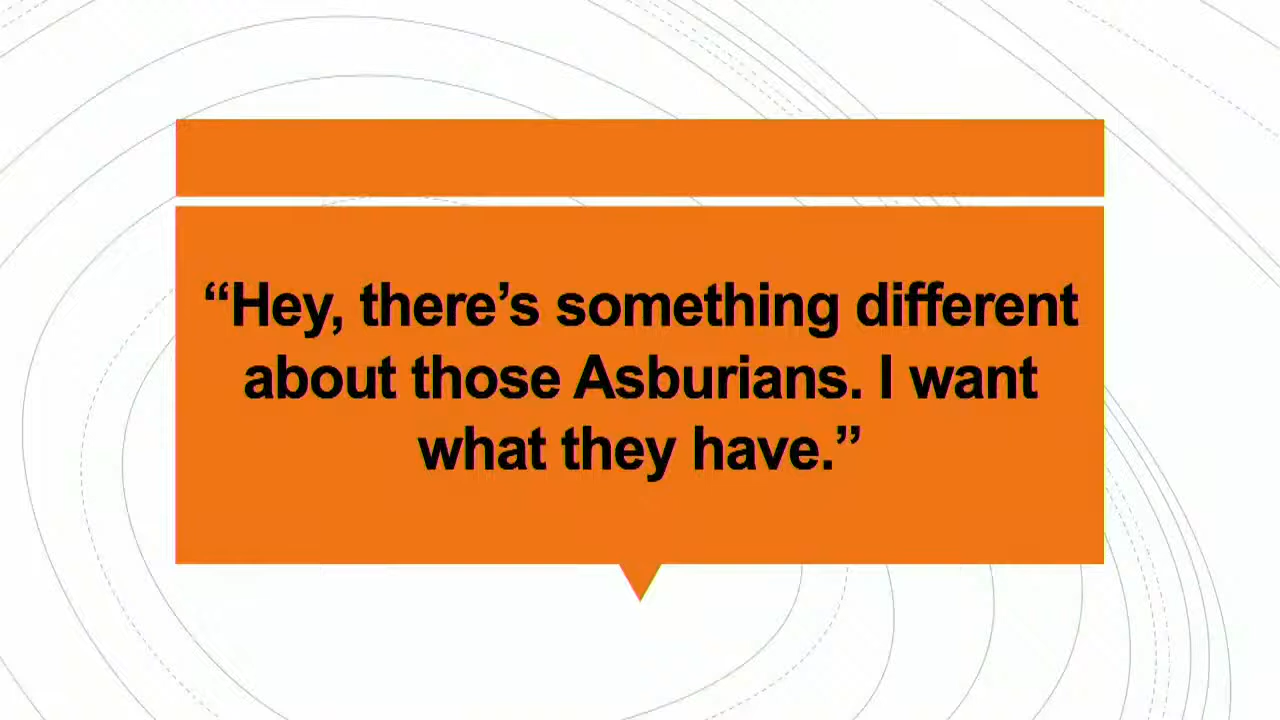 “Hey, there’s something different
about those Asburians. I want
what they have.”